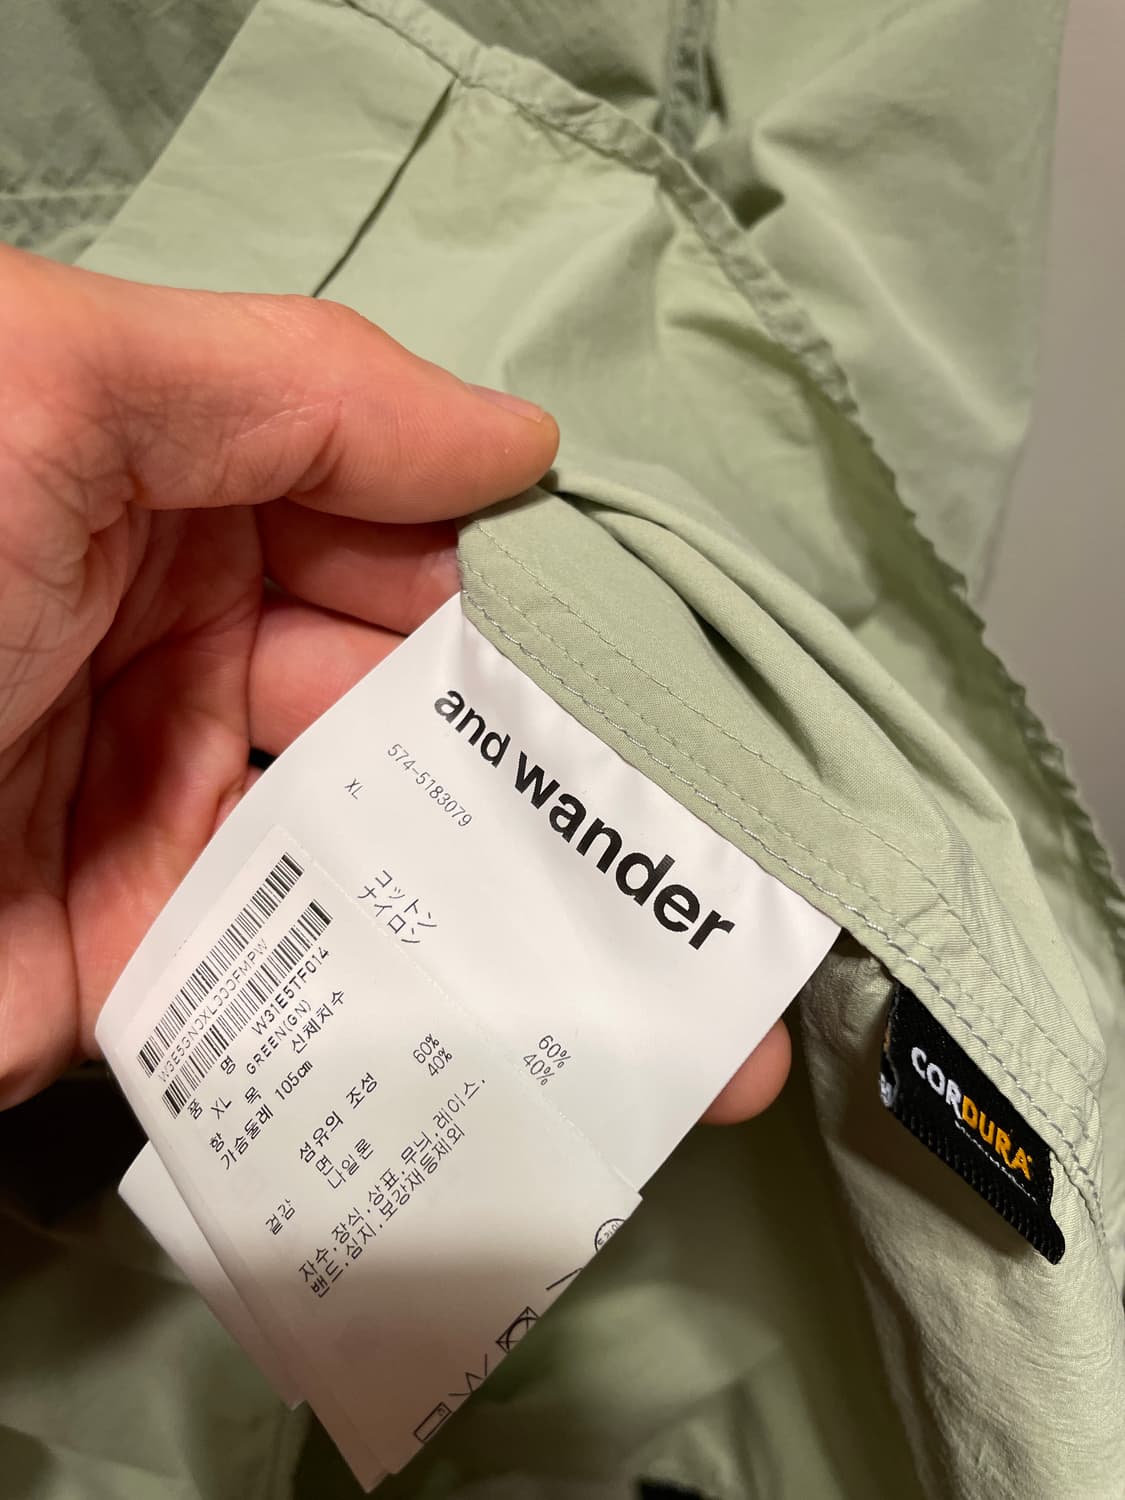 and wander
574-5183079
XL
コットン
ナイロン
60%
40%
W31E5TF014
품 명
XL
GREEN(GN)
항 목
신체치수
가슴둘레 105cm
섬유의 조성
겉감
면
60%
나일론
40%
자수.장식.상표.무늬.레이스.
밴드.심지.보강재등제외
CORDURA